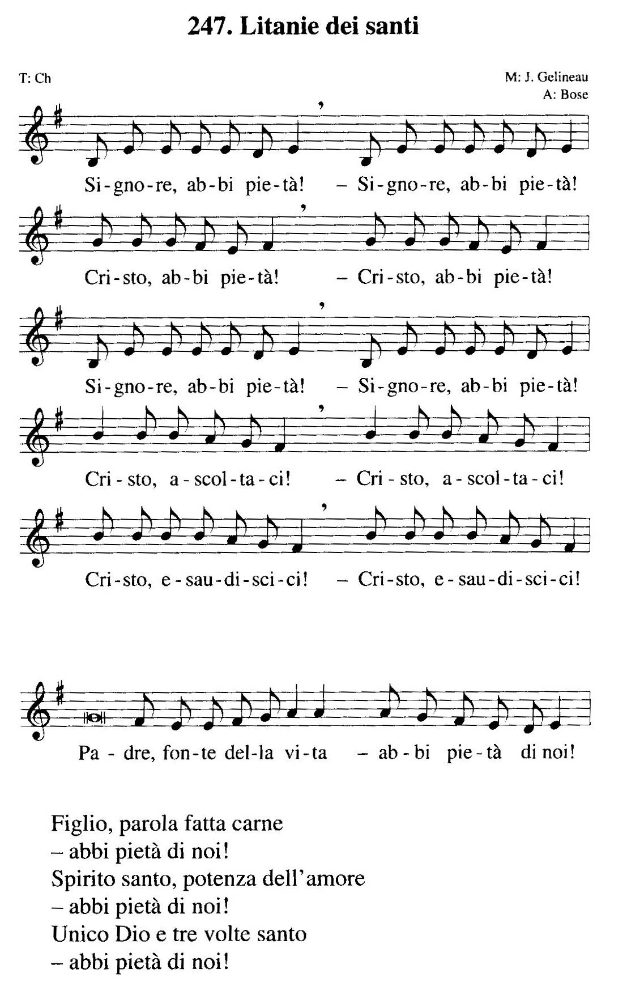 247. Litanie dei santi
T: Ch
M: J. Gelineau
A: Bose
Si-gno-re, ab-bi pie-tà! – Si-gno-re, ab-bi pie-tà!
Cri-sto, ab-bi pie-tà! – Cri-sto, ab-bi pie-tà!
Si-gno-re, ab-bi pie-tà! – Si-gno-re, ab-bi pie-tà!
Cri - sto, a - scol-ta-ci! – Cri - sto, a - scol-ta-ci!
Cri-sto, e-sau-di-sci-ci! – Cri-sto, e-sau-di-sci-ci!
Pa - dre, fon-te del-la vi-ta – ab-bi pie-tà di noi!
Figlio, parola fatta carne
– abbi pietà di noi!
Spirito santo, potenza dell'amore
– abbi pietà di noi!
Unico Dio e tre volte santo
– abbi pietà di noi!